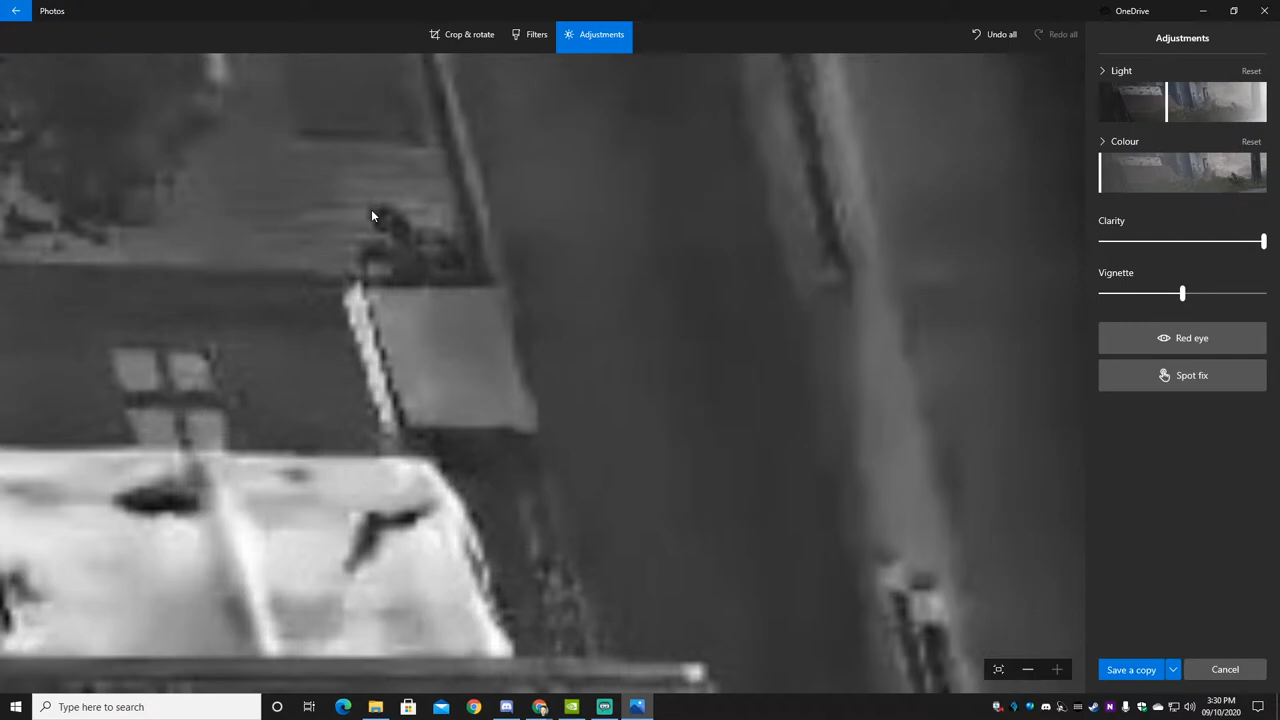 Photos
OneDrive
Crop & rotate
Filters
Adjustments
Undo all
Redo all
Adjustments
Light
Reset
Colour
Reset
Clarity
Vignette
Red eye
Spot fix
Save a copy
Cancel
Type here to search
3:30 PM
09/10/2020